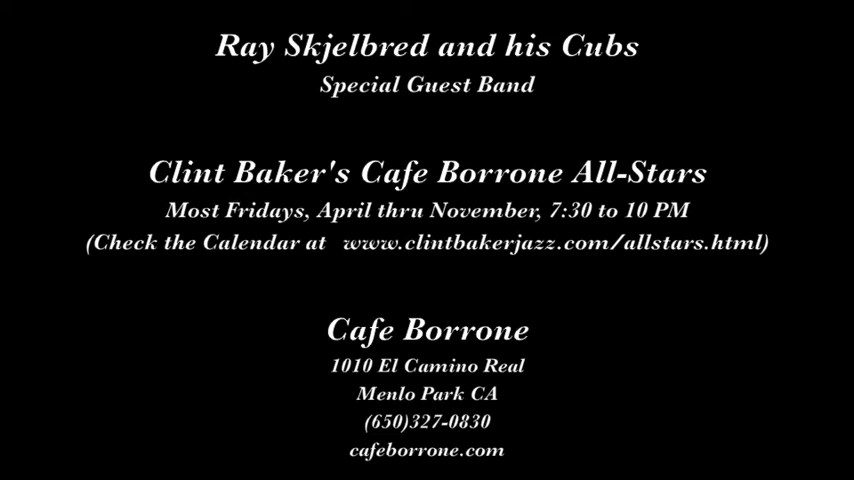 Ray Skjelbred and his Cubs
Special Guest Band
Clint Baker's Cafe Borrone All-Stars
Most Fridays, April thru November, 7:30 to 10 PM
(Check the Calendar at www.clintbakerjazz.com/allstars.html)
Cafe Borrone
1010 El Camino Real
Menlo Park CA
(650)327-0830
cafeborrone.com